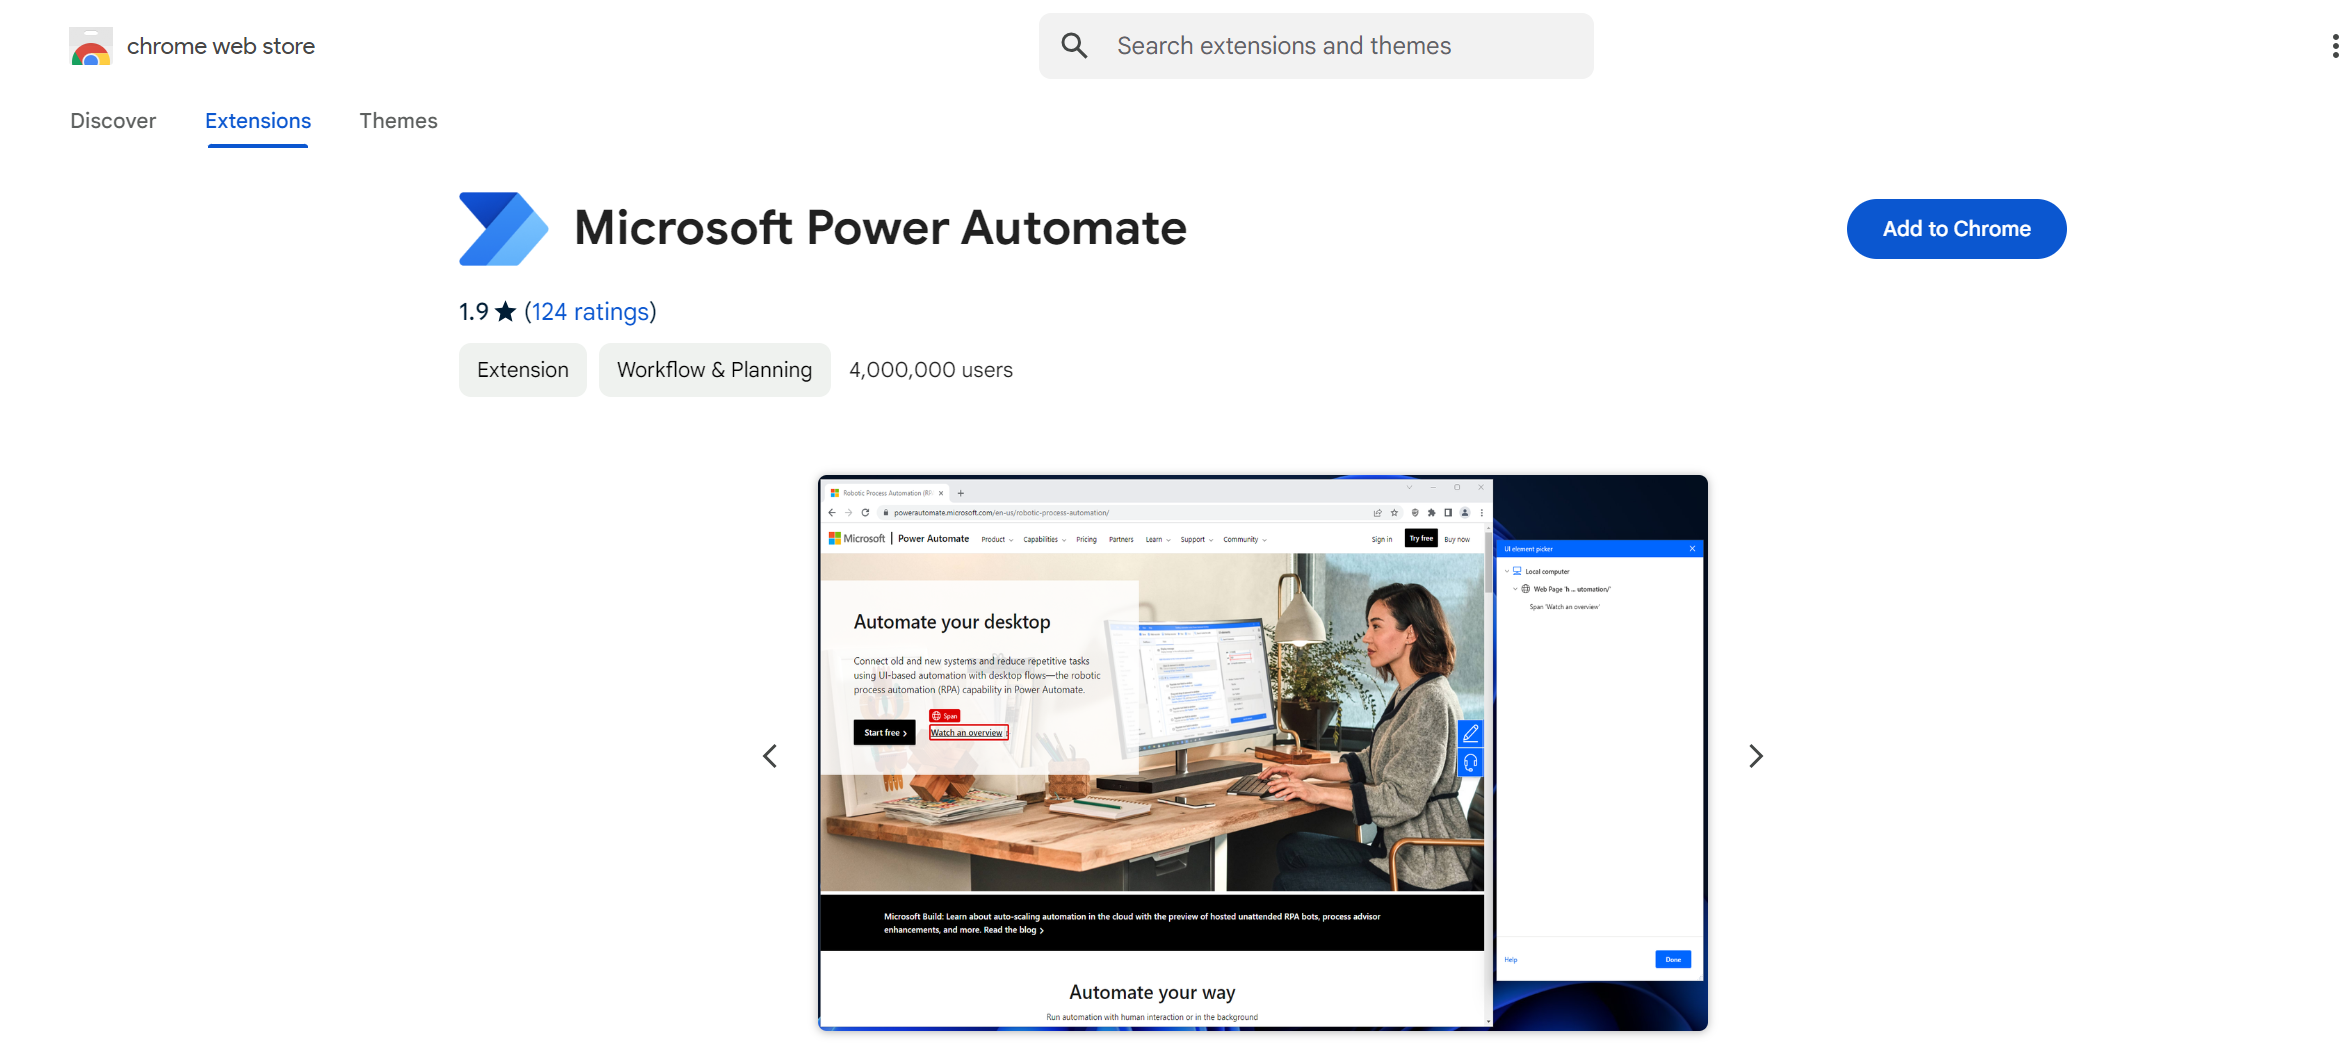 chrome web store
Search extensions and themes
Discover
Extensions
Themes
Microsoft Power Automate
Add to Chrome
1.9 ★ (124 ratings)
Extension
Workflow & Planning
4,000,000 users
Robotic Process Automation (RP
powerautomate.microsoft.com/en-us/robotic-process-automation/
Microsoft | Power Automate Product Capabilities Pricing Partners Learn Support Community Sign in Try free Buy now
Automate your desktop
Connect old and new systems and reduce repetitive tasks
using UI-based automation with desktop flows—the robotic
process automation (RPA) capability in Power Automate.
Span
Start free >
Watch an overview
Microsoft Build: Learn about auto-scaling automation in the cloud with the preview of hosted unattended RPA bots, process advisor
enhancements, and more. Read the blog >
Automate your way
Run automation with human interaction or in the background
UI element picker
Local computer
Web Page 'h ... utomation/'
Span 'Watch an overview'
Help
Done